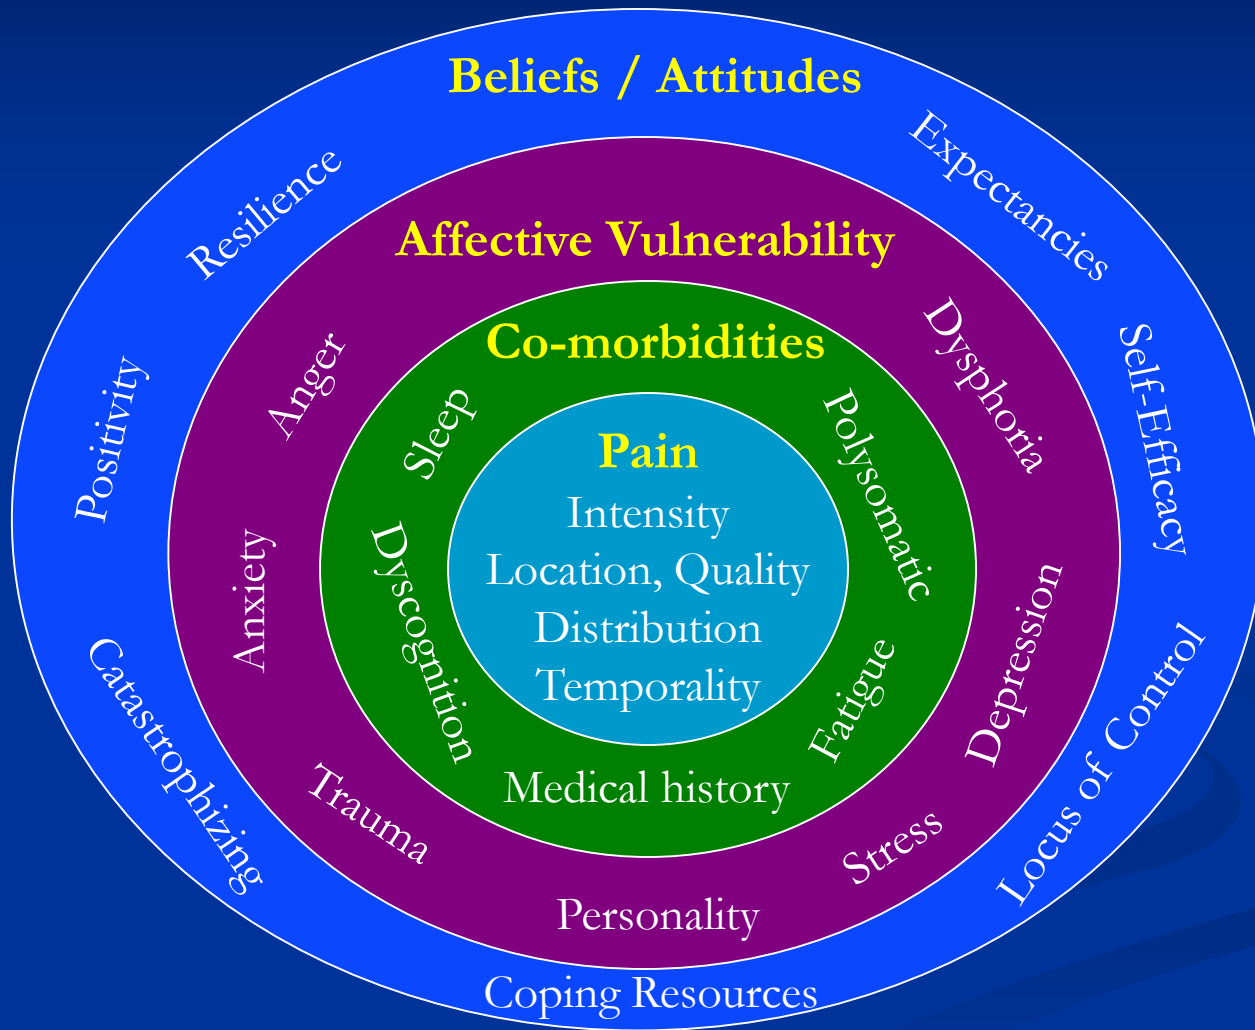 Beliefs / Attitudes
Expectancies
Self-Efficacy
Locus of Control
Coping Resources
Catastrophizing
Positivity
Resilience
Affective Vulnerability
Dysphoria
Depression
Stress
Personality
Trauma
Anxiety
Anger
Co-morbidities
Polysomatic
Fatigue
Medical history
Dyscognition
Sleep
Pain
Intensity
Location, Quality
Distribution
Temporality